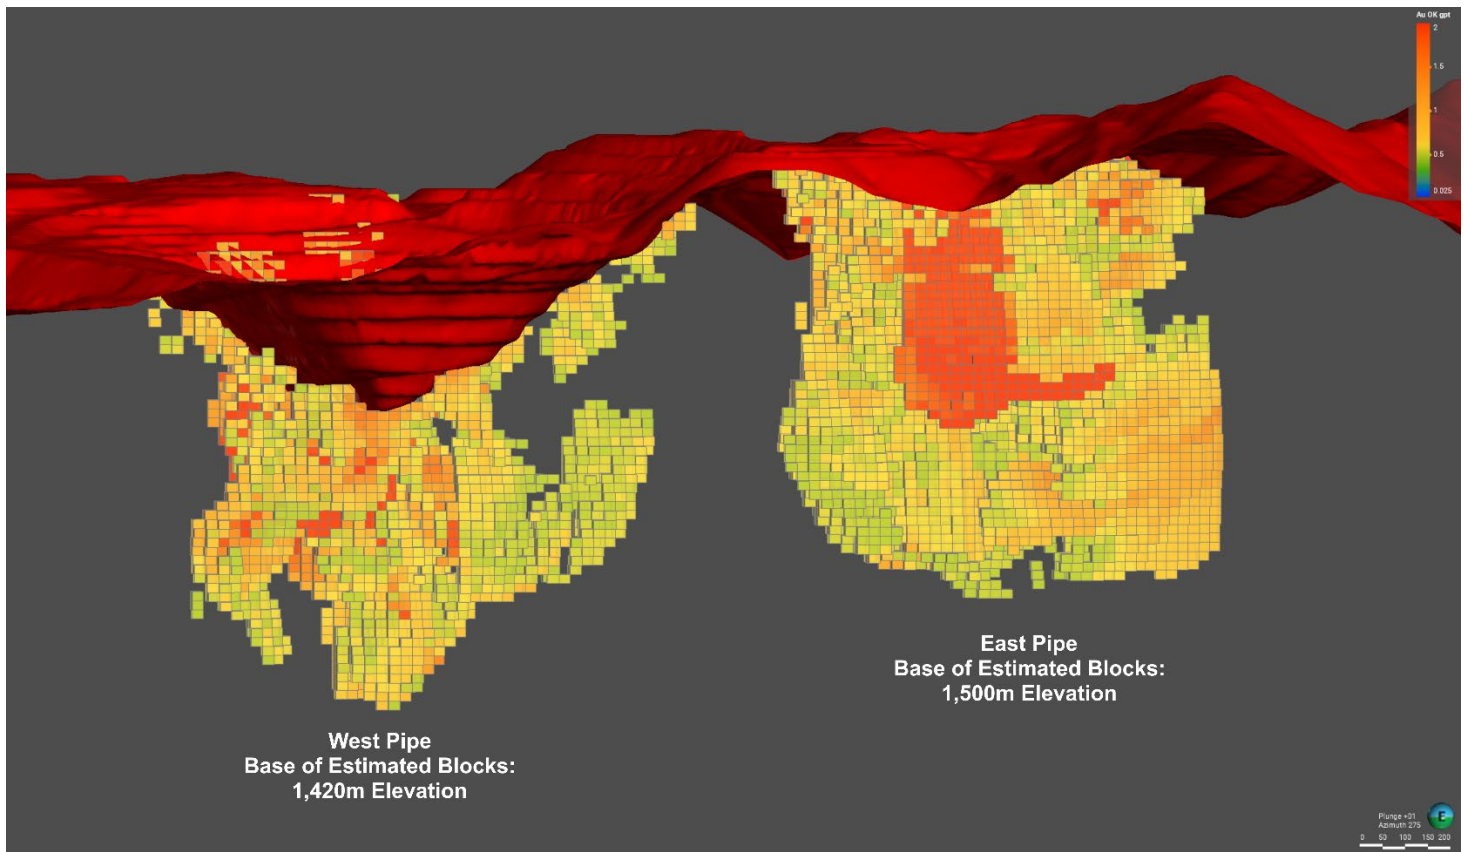 Au OK gpt
2
1.5
1
0.5
0.025
East Pipe
Base of Estimated Blocks:
1,500m Elevation
West Pipe
Base of Estimated Blocks:
1,420m Elevation
Plunge +01
Azimuth 275
E
0 50 100 150 200